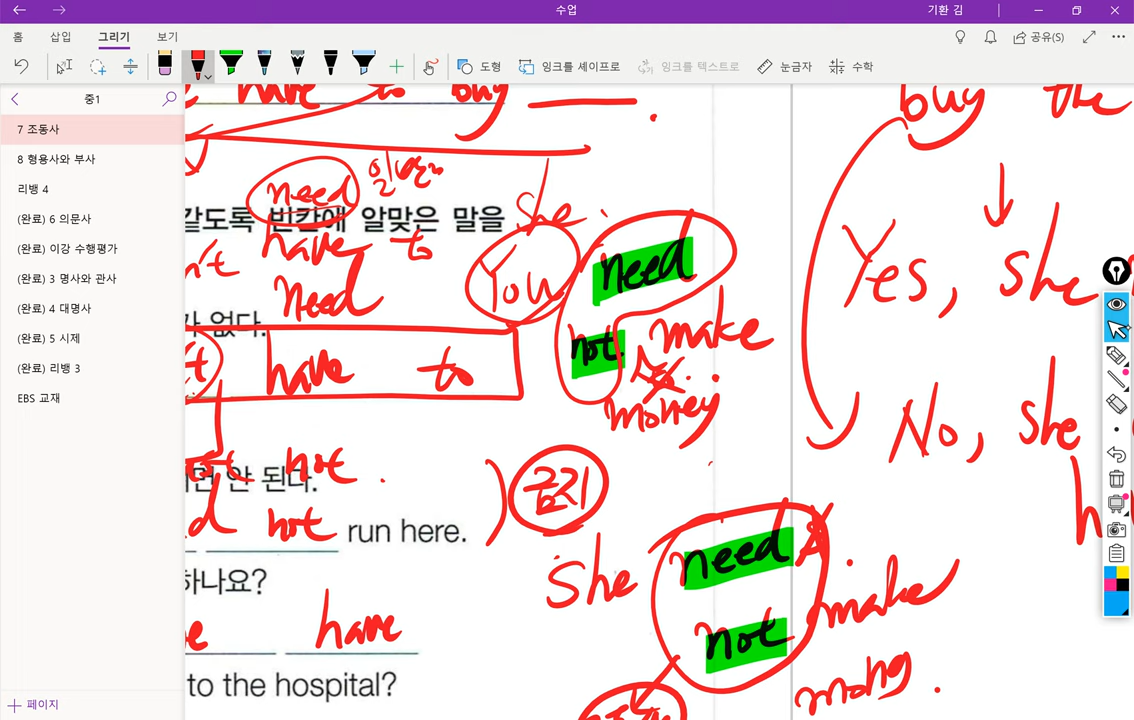 수업
기환 김
홈 삽입 그리기 보기
공유(S)
도형 잉크를 셰이프로 잉크를 텍스트로 눈금자 수학
중1
7 조동사
8 형용사와 부사
리뱅 4
(완료) 6 의문사
(완료) 이강 수행평가
(완료) 3 명사와 관사
(완료) 4 대명사
(완료) 5 시제
(완료) 리뱅 3
EBS 교재
페이지
have to buy
need
같도록 빈칸에 알맞은 말을
have to
Need
가 없다.
have to
not.
면 안 된다.
not run here.
금지
하나요?
have
to the hospital?
She
You need
not. make
money
She need
not make
money.
buy the
Yes, she
No, she